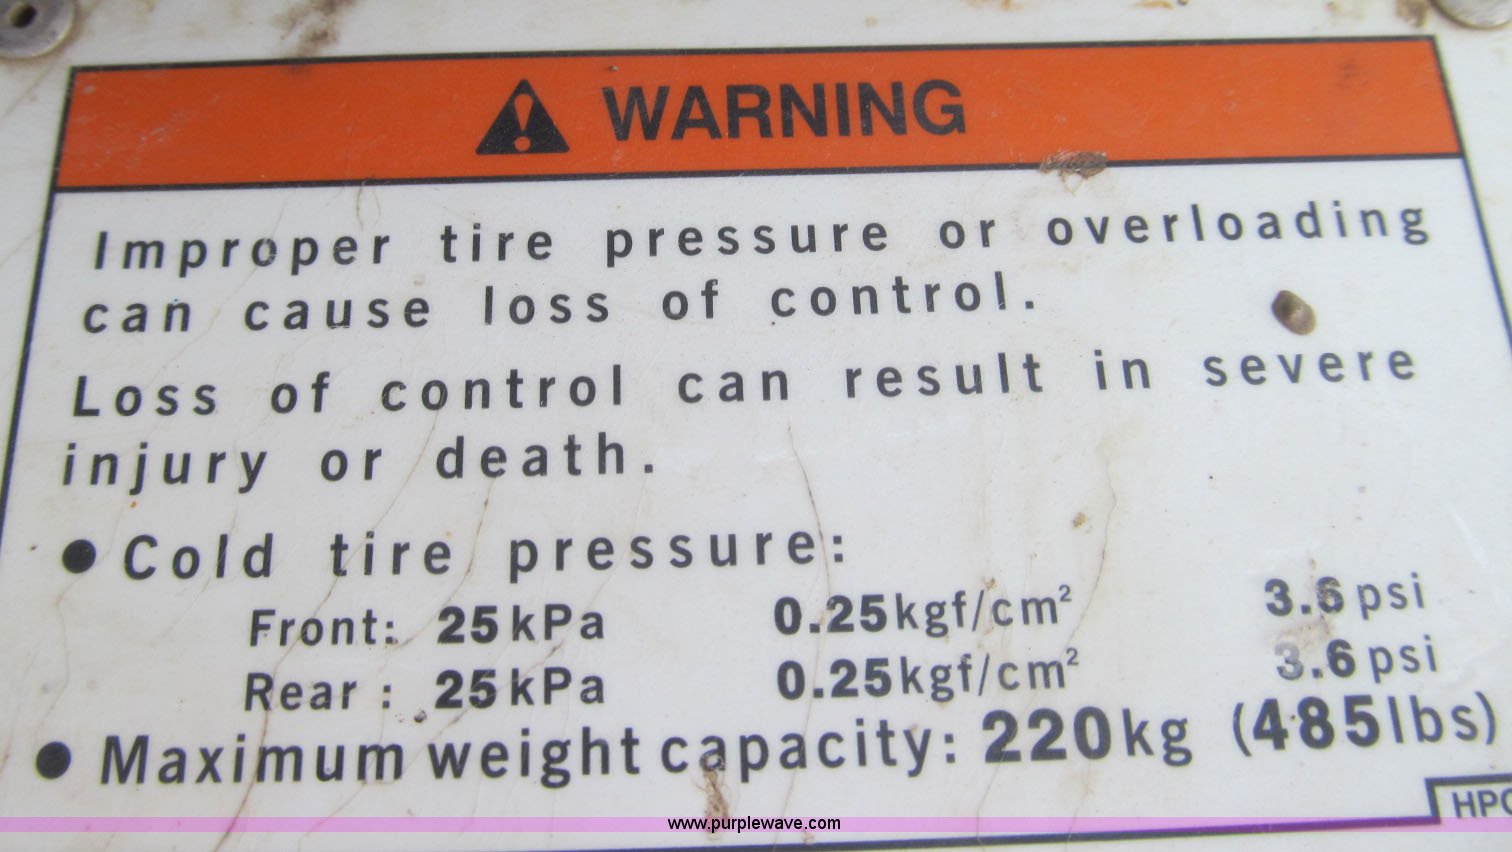 WARNING
Improper tire pressure or overloading
can cause loss of control.
Loss of control can result in severe
injury or death.
● Cold tire pressure:
Front: 25kPa 0.25kgf/cm² 3.6psi
Rear : 25kPa 0.25kgf/cm² 3.6psi
● Maximum weight capacity: 220kg (485lbs)
www.purplewave.com